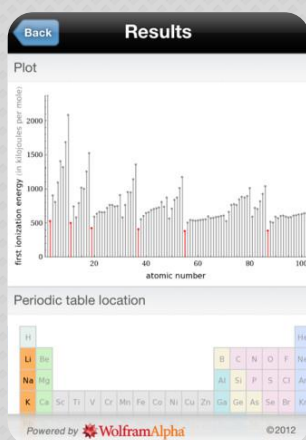 Back
Results
Plot
first ionization energy (in kilojoules per mole)
2000
1500
1000
500
0
20
40
60
80
100
atomic number
Periodic table location
H He
Li Be B C N O F Ne
Na Mg Al Si P S Cl Ar
K Ca Sc Ti V Cr Mn Fe Co Ni Cu Zn Ga Ge As Se Br Kr
Powered by WolframAlpha ©2012